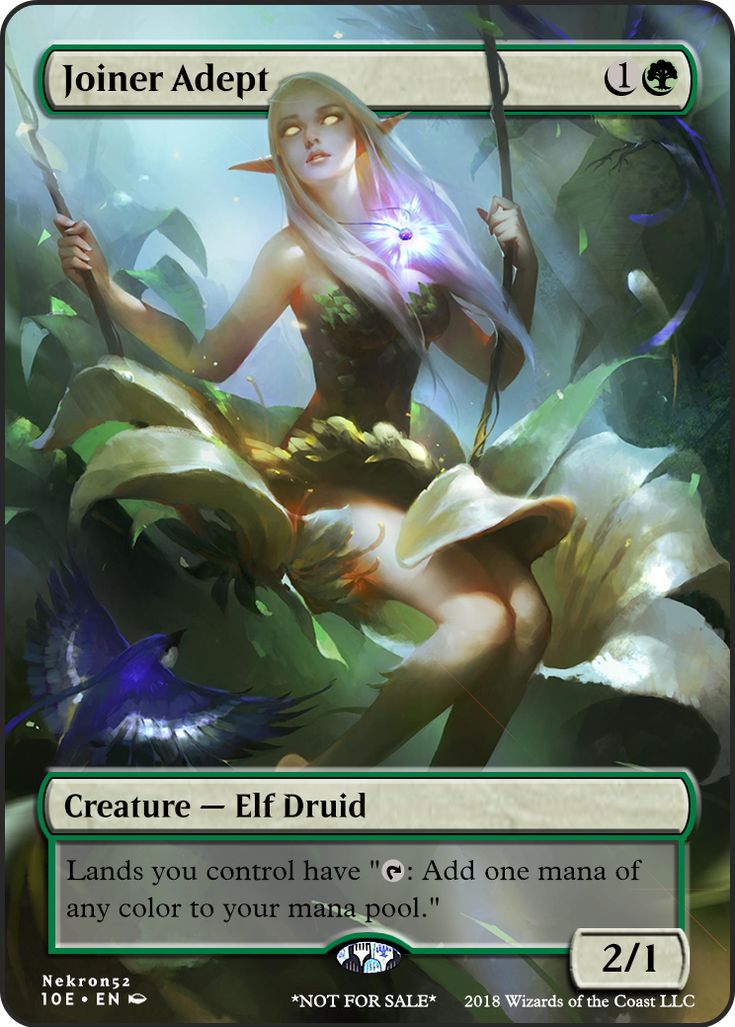 Joiner Adept 1
Creature — Elf Druid
Lands you control have ": Add one mana of
any color to your mana pool."
2/1
Nekron52
10E • EN
*NOT FOR SALE* 2018 Wizards of the Coast LLC